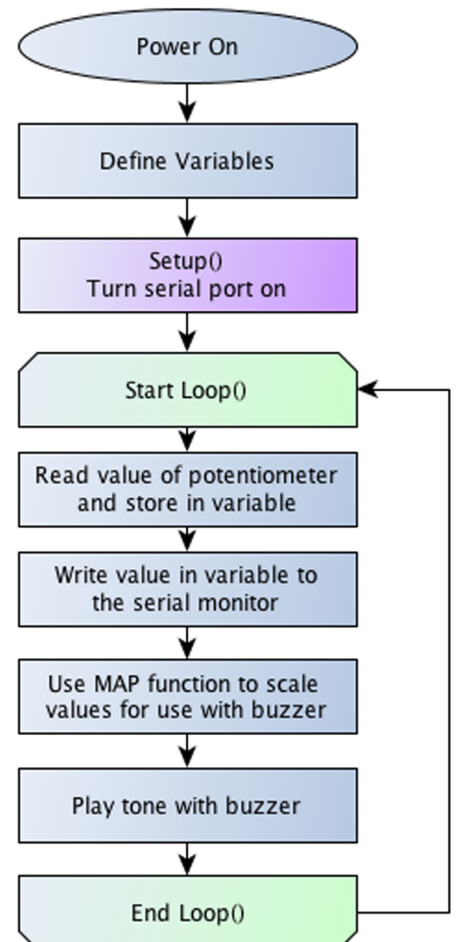 Power On
Define Variables
Setup()
Turn serial port on
Start Loop()
Read value of potentiometer
and store in variable
Write value in variable to
the serial monitor
Use MAP function to scale
values for use with buzzer
Play tone with buzzer
End Loop()